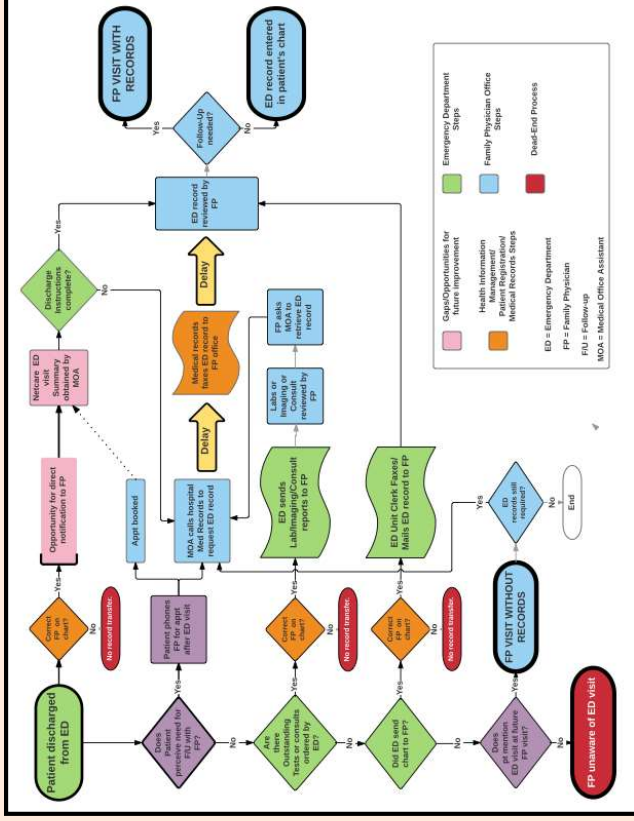 Patient discharged
from ED
Correct
FP on
chart?
Yes
No
No record transfer.
Opportunity for direct
notification to FP
Netcare ED
visit
Summary
obtained by
MOA
Discharge
Instructions
complete?
Yes
No
Does
Patient
perceive need for
F/U with
FP?
Yes
No
Patient phones
FP for appt
after ED visit
Appt booked
MOA calls hospital
Med Records to
request ED record
Delay
Medical records
faxes ED record to
FP office
Delay
ED record
reviewed by
FP
Follow-Up
needed?
Yes
No
FP VISIT WITH
RECORDS
ED record entered
in patient's chart
Are
there
Outstanding
Tests or consults
ordered by
ED?
Yes
No
Correct
FP on
chart?
Yes
No
No record transfer.
ED sends
Lab/Imaging/Consult
reports to FP
Labs or
Imaging or
Consult
reviewed by
FP
FP asks
MOA to
retrieve ED
record
Did ED send
chart to FP?
Yes
No
Correct
FP on
chart?
Yes
No
No record transfer.
ED Unit Clerk Faxes/
Mails ED record to FP
Does
pt mention
ED visit at future
FP visit?
Yes
No
FP VISIT WITHOUT
RECORDS
ED
records still
required?
Yes
No
?
End
FP unaware of ED visit
Gaps/Opportunities for
future improvement
Health Information
Management/
Patient Registration/
Medical Records Steps
Emergency Department
Steps
Family Physician Office
Steps
Dead-End Process
ED = Emergency Department
FP = Family Physician
F/U = Follow-up
MOA = Medical Office Assistant